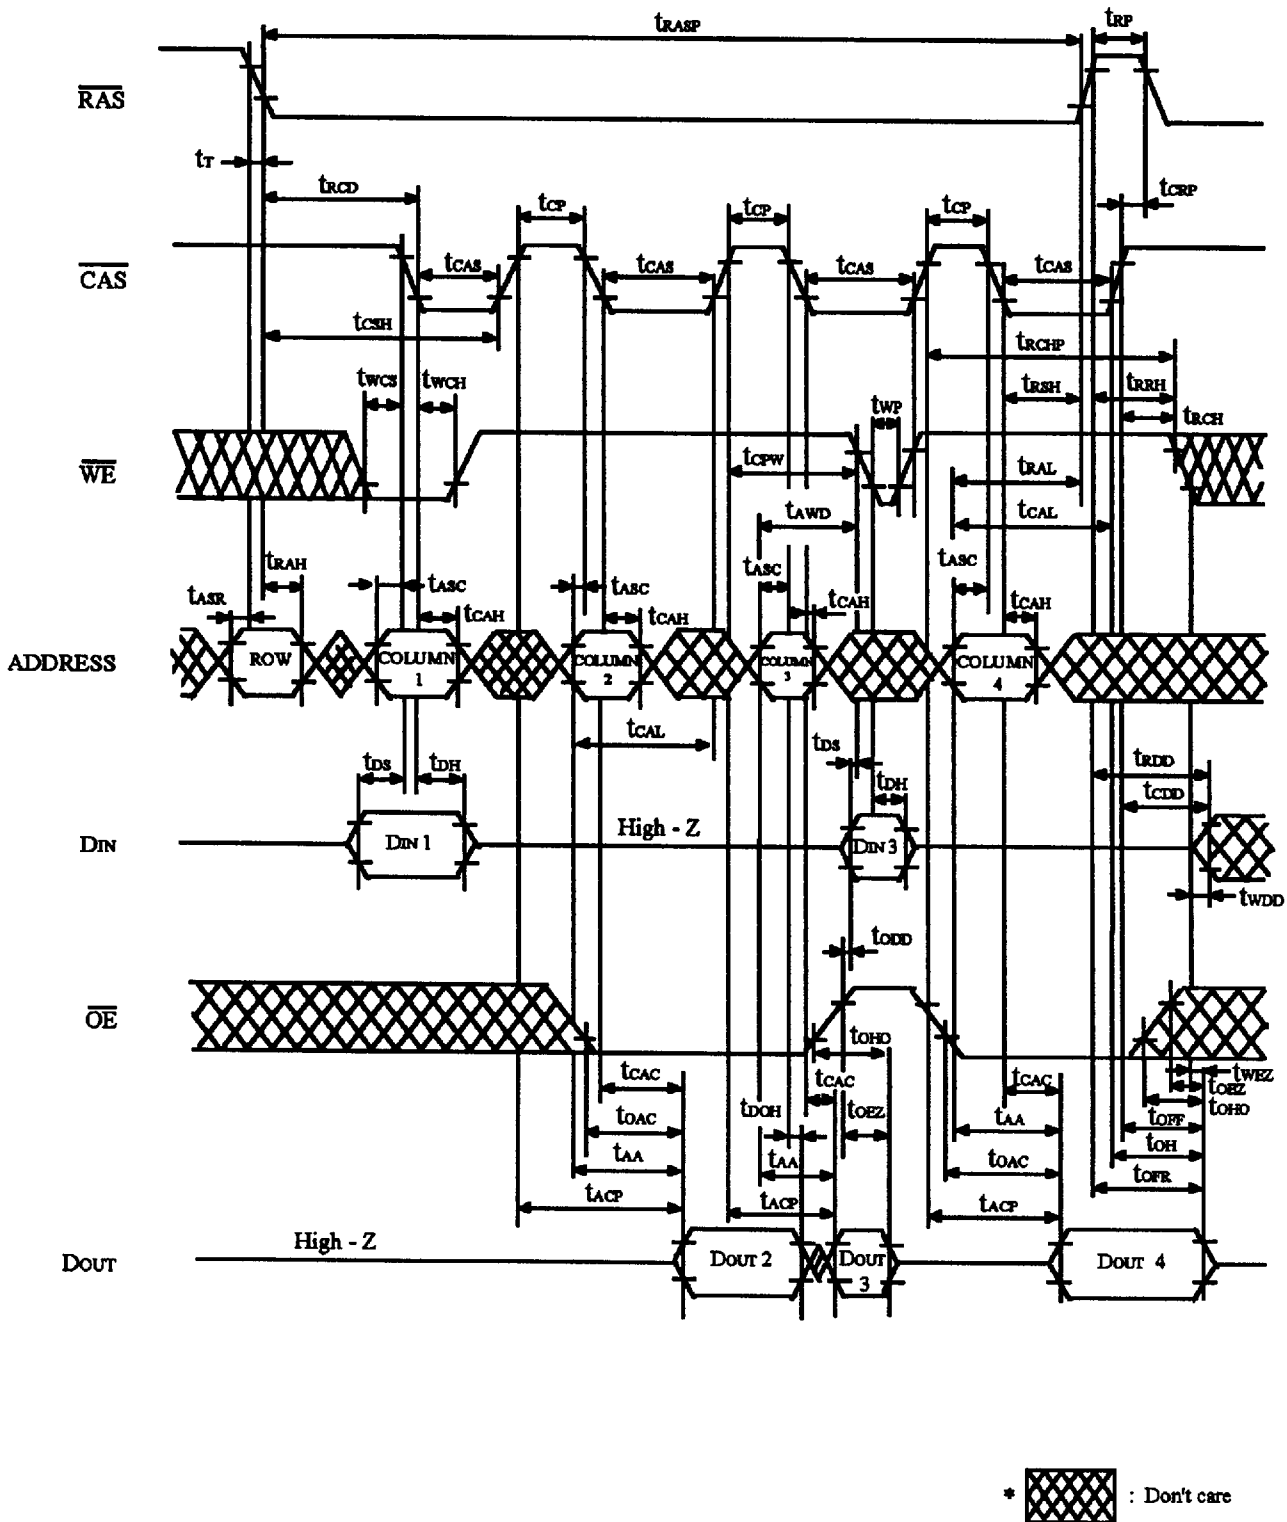 tRASP
tRP
RAS
tT
tRCD
tCP
tCP
tCP
tCRP
CAS
tCAS
tCAS
tCAS
tCAS
tCSH
tRCHP
tWCS
tWCH
tWP
tRSH
tRRH
tRCH
WE
tCPW
tRAL
tAWD
tCAL
tRAH
tASC
tASC
tASC
tASC
tASR
tCAH
tCAH
tCAH
tCAH
ADDRESS
ROW
COLUMN
1
COLUMN
2
COLUMN
3
COLUMN
4
tCAL
tDS
tDH
tDS
tDH
tRDD
tCDD
DIN
DIN 1
High - Z
DIN 3
tWDD
tODD
OE
tOHO
tWEZ
tCAC
tCAC
tCAC
tOEZ
tOHO
tOAC
tDOH
tOEZ
tAA
tOFF
tAA
tAA
tOAC
tOH
tACP
tACP
tACP
tOFR
DOUT
High - Z
DOUT 2
DOUT
3
DOUT 4
* : Don't care